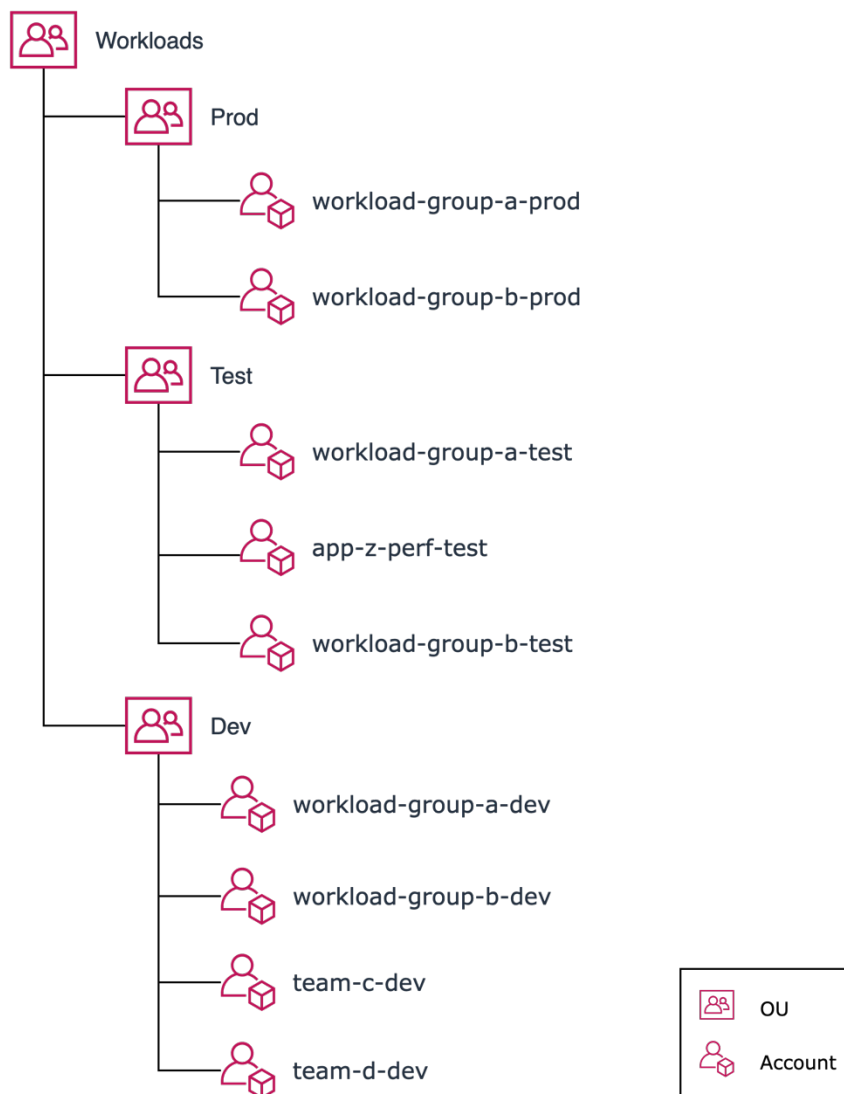 Workloads
Prod
workload-group-a-prod
workload-group-b-prod
Test
workload-group-a-test
app-z-perf-test
workload-group-b-test
Dev
workload-group-a-dev
workload-group-b-dev
team-c-dev
team-d-dev
OU
Account